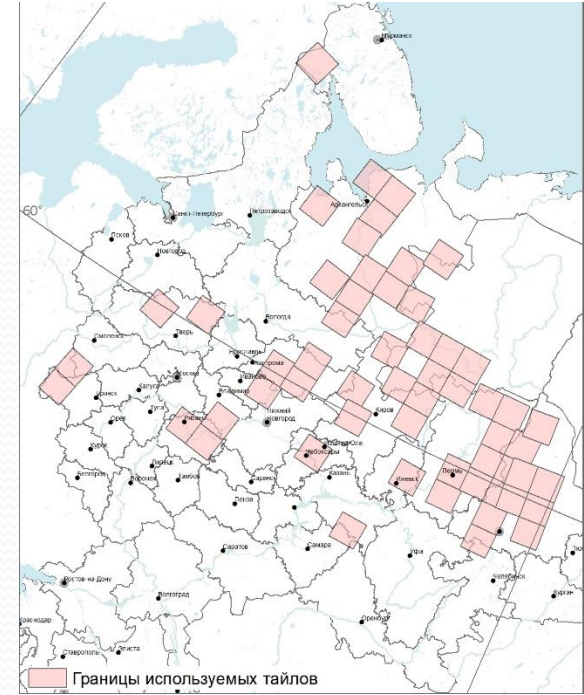 Мурманск
Архангельск
60°
Санкт-Петербург
Петрозаводск
Псков
Новгород
Вологда
Тверь
Смоленск
Ярославль
Кострома
Москва
Иваново
Калуга
Владимир
Брянск
Тула
Рязань
Нижний
Новгород
Киров
Орел
Йошкар-Ола
Чебоксары
Курск
Липецк
Казань
Ижевск
Пермь
Белгород
Воронеж
Тамбов
Саранск
Пенза
Саратов
Самара
Уфа
Ростов-на-Дону
Челябинск
Волгоград
Курган
Краснодар
Оренбург
Ставрополь
Элиста
Границы используемых тайлов